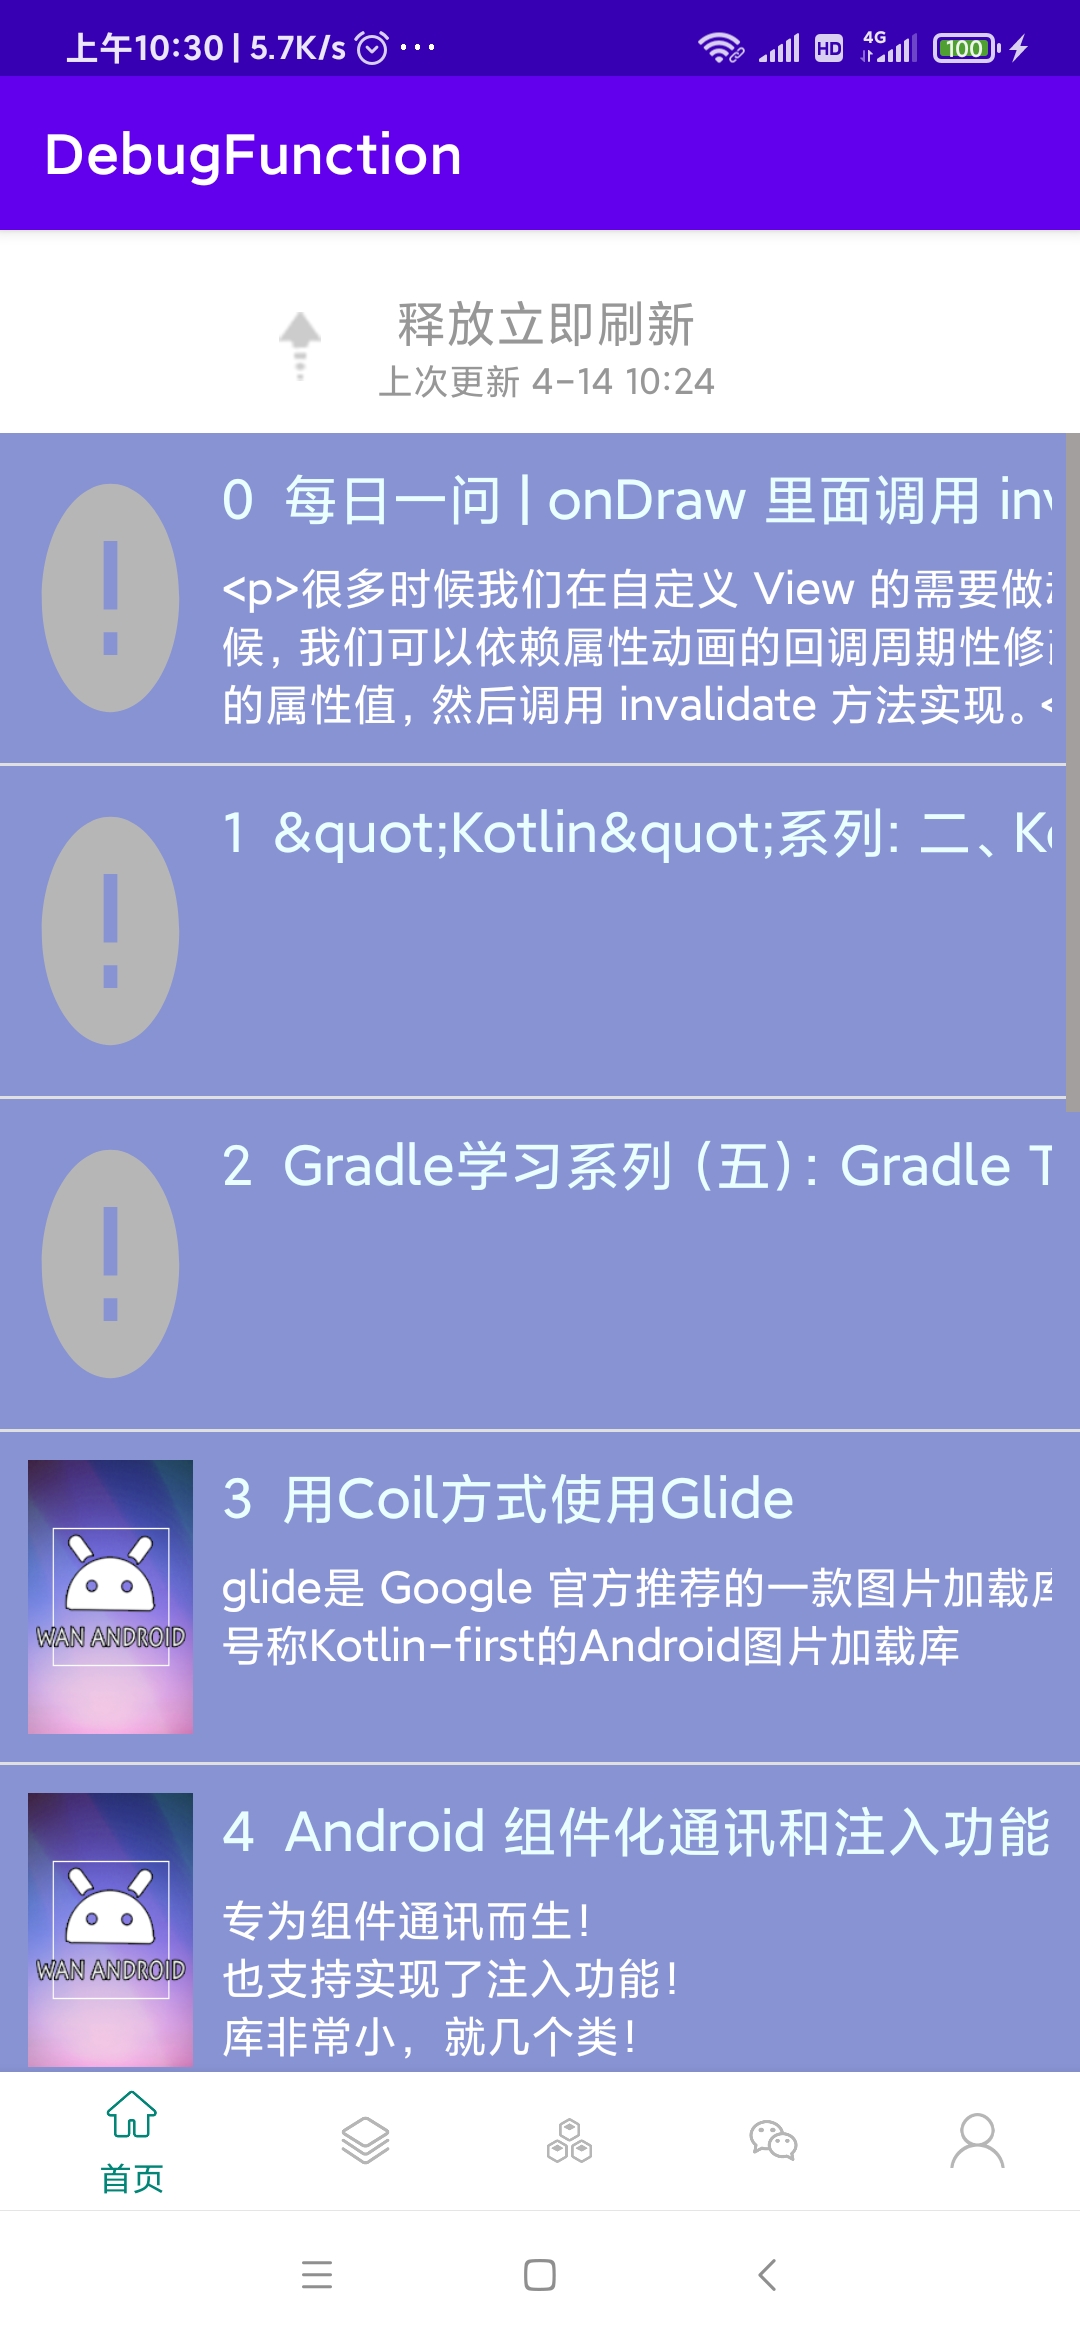 上午10:30 | 5.7K/s ...
HD 4G 100
DebugFunction
释放立即刷新
上次更新 4-14 10:24
0 每日一问 | onDraw 里面调用 inv
<p>很多时候我们在自定义 View 的需要做
候，我们可以依赖属性动画的回调周期性修
的属性值，然后调用 invalidate 方法实现。<
1 &quot;Kotlin&quot;系列: 二、Ko
2 Gradle学习系列（五）: Gradle T
3 用Coil方式使用Glide
glide是 Google 官方推荐的一款图片加载库
号称Kotlin-first的Android图片加载库
WAN ANDROID
4 Android 组件化通讯和注入功能
专为组件通讯而生！
也支持实现了注入功能！
库非常小，就几个类！
WAN ANDROID
首页